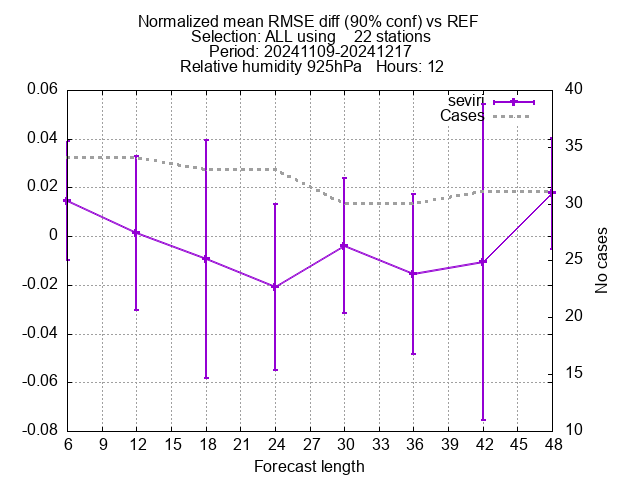 Normalized mean RMSE diff (90% conf) vs REF
Selection: ALL using    22 stations
Period: 20241109-20241217
Relative humidity 925hPa   Hours: 12
0.06
0.04
0.02
0
-0.02
-0.04
-0.06
-0.08
seviri
Cases
40
35
30
25
20
15
10
No cases
6 9 12 15 18 21 24 27 30 33 36 39 42 45 48
Forecast length